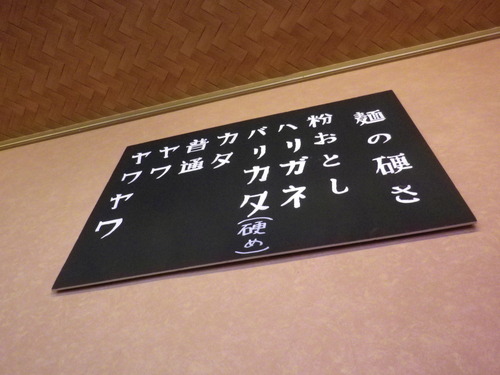 麺の硬さ
粉おとし
ハリガネ
バリカタ(硬め)
カタ
普通
ヤワ
ヤワヤワ